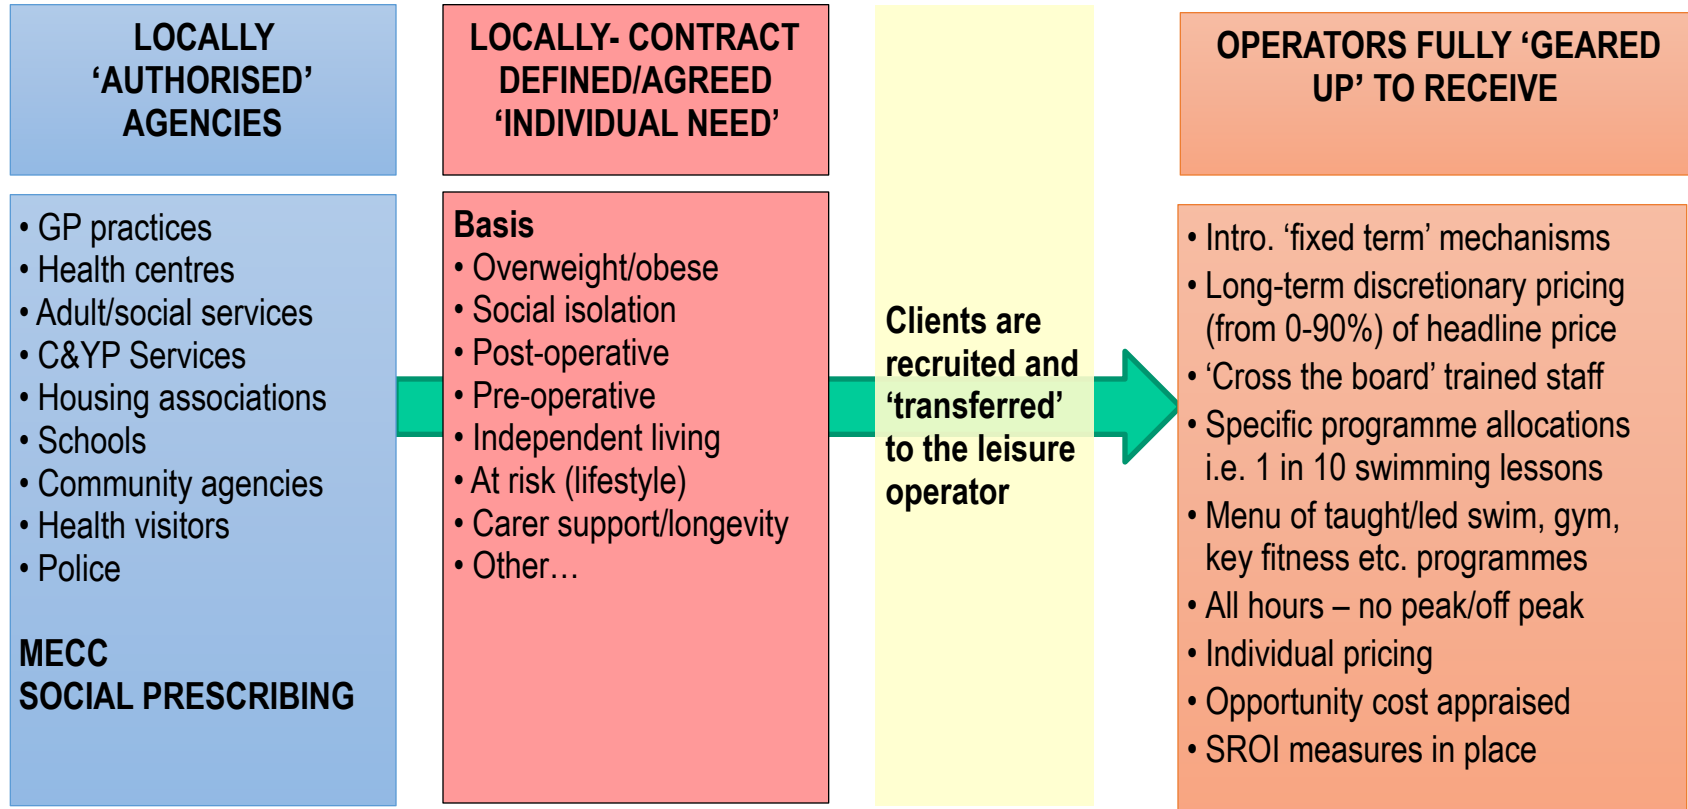 LOCALLY
‘AUTHORISED’
AGENCIES
• GP practices
• Health centres
• Adult/social services
• C&YP Services
• Housing associations
• Schools
• Community agencies
• Health visitors
• Police
MECC
SOCIAL PRESCRIBING
LOCALLY- CONTRACT
DEFINED/AGREED
‘INDIVIDUAL NEED’
Basis
• Overweight/obese
• Social isolation
• Post-operative
• Pre-operative
• Independent living
• At risk (lifestyle)
• Carer support/longevity
• Other…
Clients are
recruited and
‘transferred’
to the leisure
operator
OPERATORS FULLY ‘GEARED
UP’ TO RECEIVE
• Intro. ‘fixed term’ mechanisms
• Long-term discretionary pricing
(from 0-90%) of headline price
• ‘Cross the board’ trained staff
• Specific programme allocations
i.e. 1 in 10 swimming lessons
• Menu of taught/led swim, gym,
key fitness etc. programmes
• All hours – no peak/off peak
• Individual pricing
• Opportunity cost appraised
• SROI measures in place